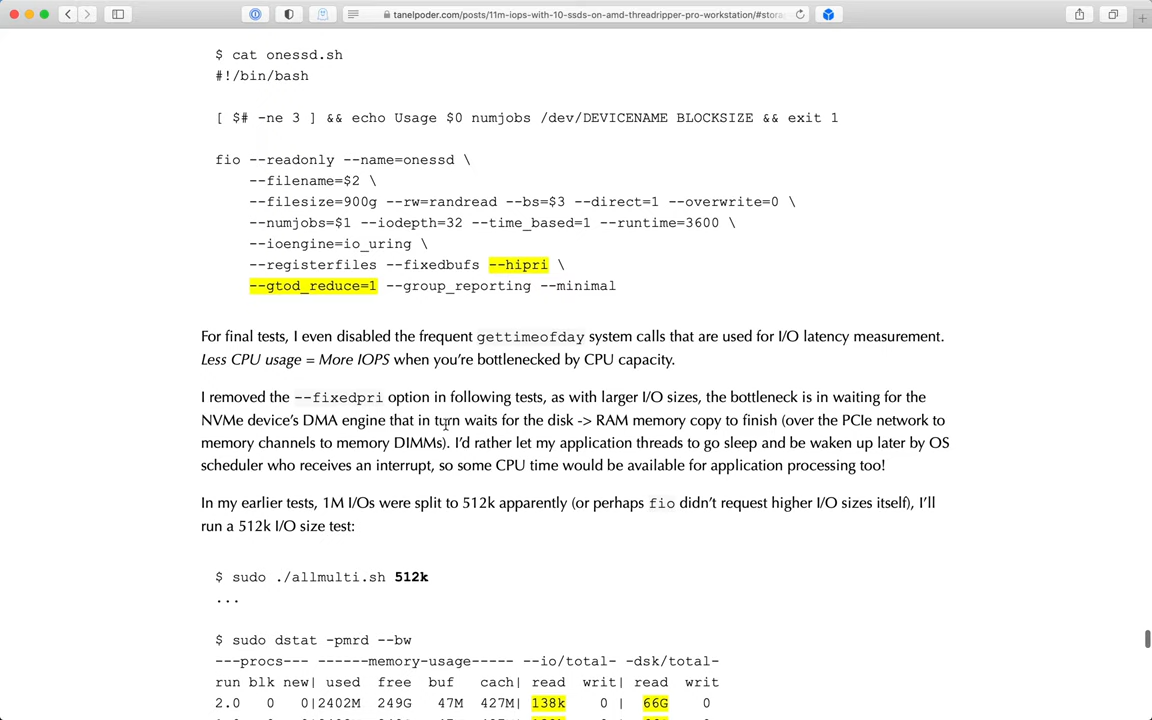 tanelpoder.com/posts/11m-iops-with-10-ssds-on-amd-threadripper-pro-workstation/#stora
$ cat onessd.sh
#!/bin/bash
[ $# -ne 3 ] && echo Usage $0 numjobs /dev/DEVICENAME BLOCKSIZE && exit 1
fio --readonly --name=onessd \
--filename=$2 \
--filesize=900g --rw=randread --bs=$3 --direct=1 --overwrite=0 \
--numjobs=$1 --iodepth=32 --time_based=1 --runtime=3600 \
--ioengine=io_uring \
--registerfiles --fixedbufs --hipri \
--gtod_reduce=1 --group_reporting --minimal
For final tests, I even disabled the frequent gettimeofday system calls that are used for I/O latency measurement.
Less CPU usage = More IOPS when you're bottlenecked by CPU capacity.
I removed the --fixedpri option in following tests, as with larger I/O sizes, the bottleneck is in waiting for the
NVMe device's DMA engine that in turn waits for the disk -> RAM memory copy to finish (over the PCIe network to
memory channels to memory DIMMs). I'd rather let my application threads to go sleep and be waken up later by OS
scheduler who receives an interrupt, so some CPU time would be available for application processing too!
In my earlier tests, 1M I/Os were split to 512k apparently (or perhaps fio didn't request higher I/O sizes itself), I'll
run a 512k I/O size test:
$ sudo ./allmulti.sh 512k
...
$ sudo dstat -pmrd --bw
---procs--- ------memory-usage----- --io/total- -dsk/total-
run blk new| used free buf cach| read writ| read writ
2.0 0 0|2402M 249G 47M 427M| 138k 0 | 66G 0